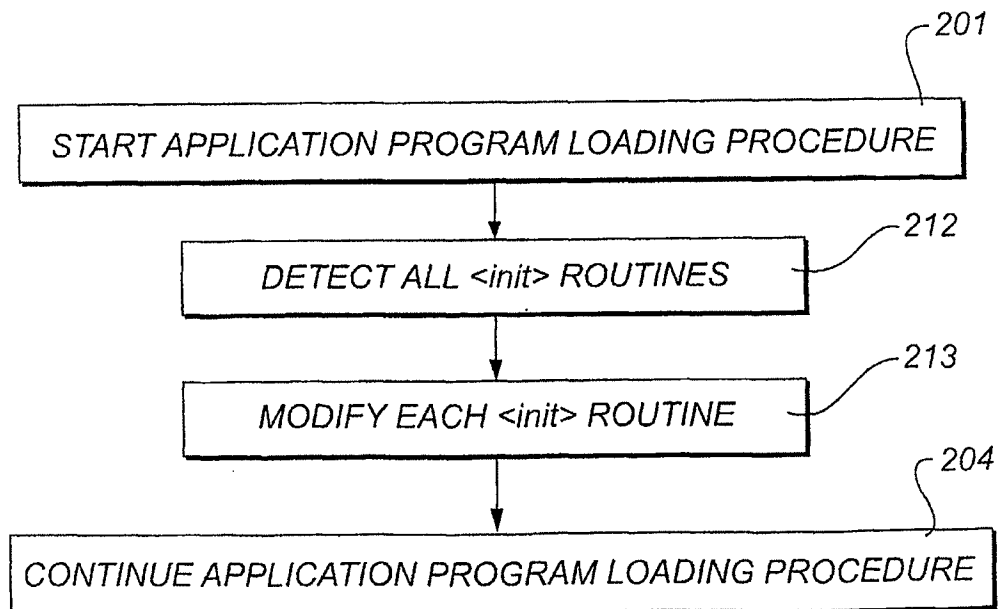 201
START APPLICATION PROGRAM LOADING PROCEDURE
212
DETECT ALL <init> ROUTINES
213
MODIFY EACH <init> ROUTINE
204
CONTINUE APPLICATION PROGRAM LOADING PROCEDURE